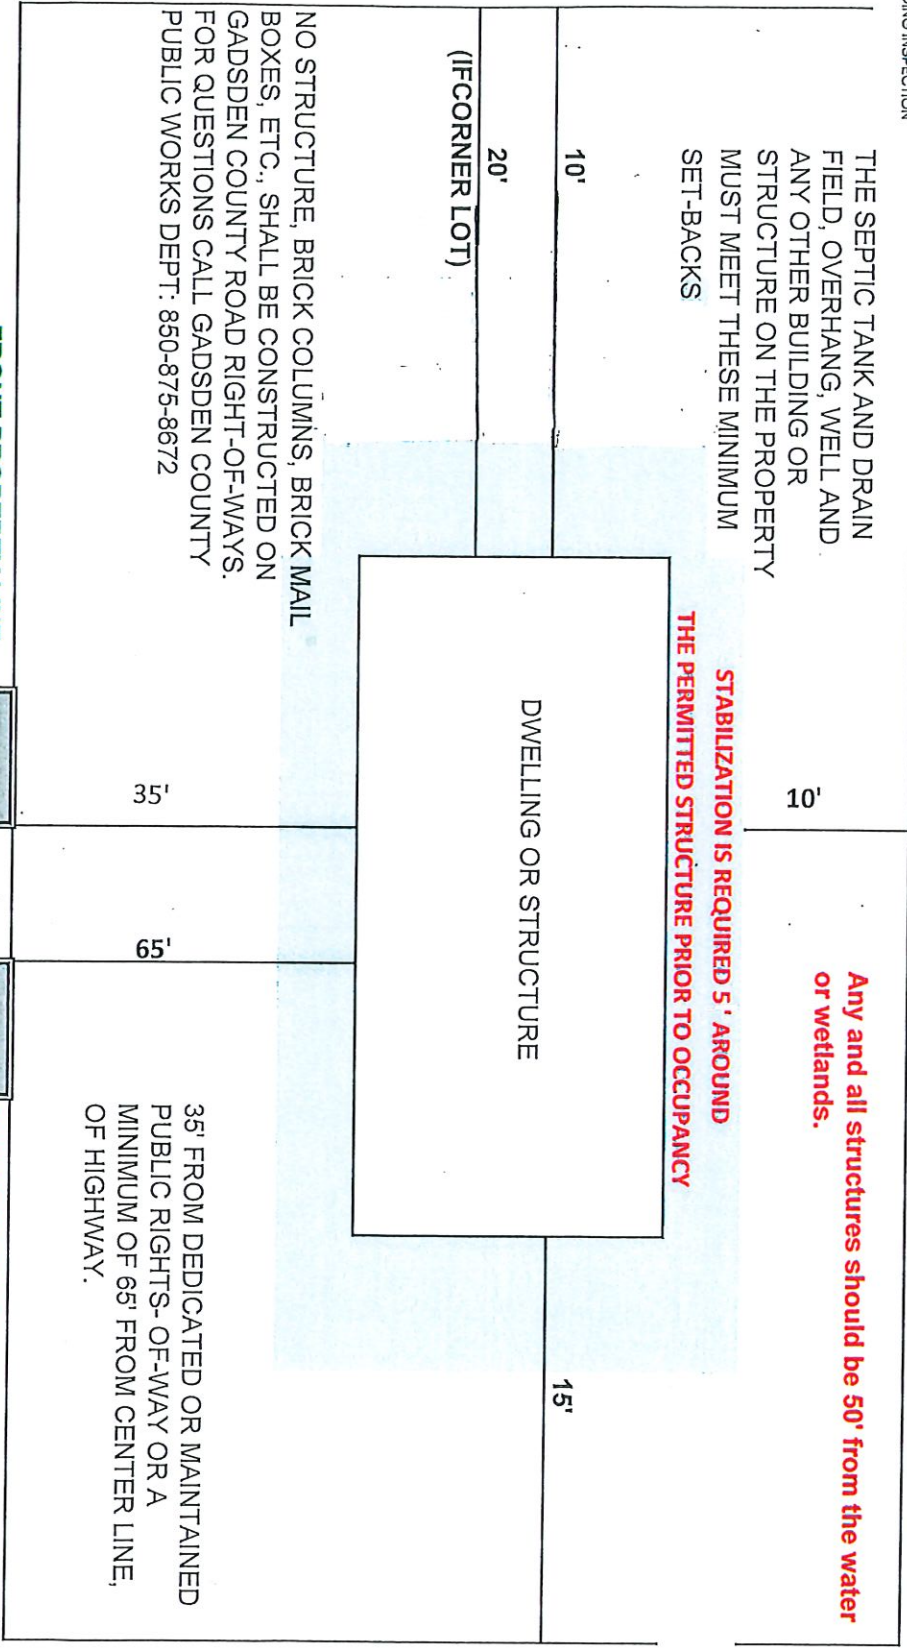 THE SEPTIC TANK AND DRAIN
FIELD, OVERHANG, WELL AND
ANY OTHER BUILDING OR
STRUCTURE ON THE PROPERTY
MUST MEET THESE MINIMUM
SET-BACKS
10'
Any and all structures should be 50' from the water
or wetlands.
STABILIZATION IS REQUIRED 5 ' AROUND
THE PERMITTED STRUCTURE PRIOR TO OCCUPANCY
10'
20'
(IFCORNER LOT)
DWELLING OR STRUCTURE
15'
NO STRUCTURE, BRICK COLUMNS, BRICK MAIL
BOXES, ETC., SHALL BE CONSTRUCTED ON
GADSDEN COUNTY ROAD RIGHT-OF-WAYS.
FOR QUESTIONS CALL GADSDEN COUNTY
PUBLIC WORKS DEPT: 850-875-8672
35'
65'
35' FROM DEDICATED OR MAINTAINED
PUBLIC RIGHTS- OF-WAY OR A
MINIMUM OF 65' FROM CENTER LINE,
OF HIGHWAY.